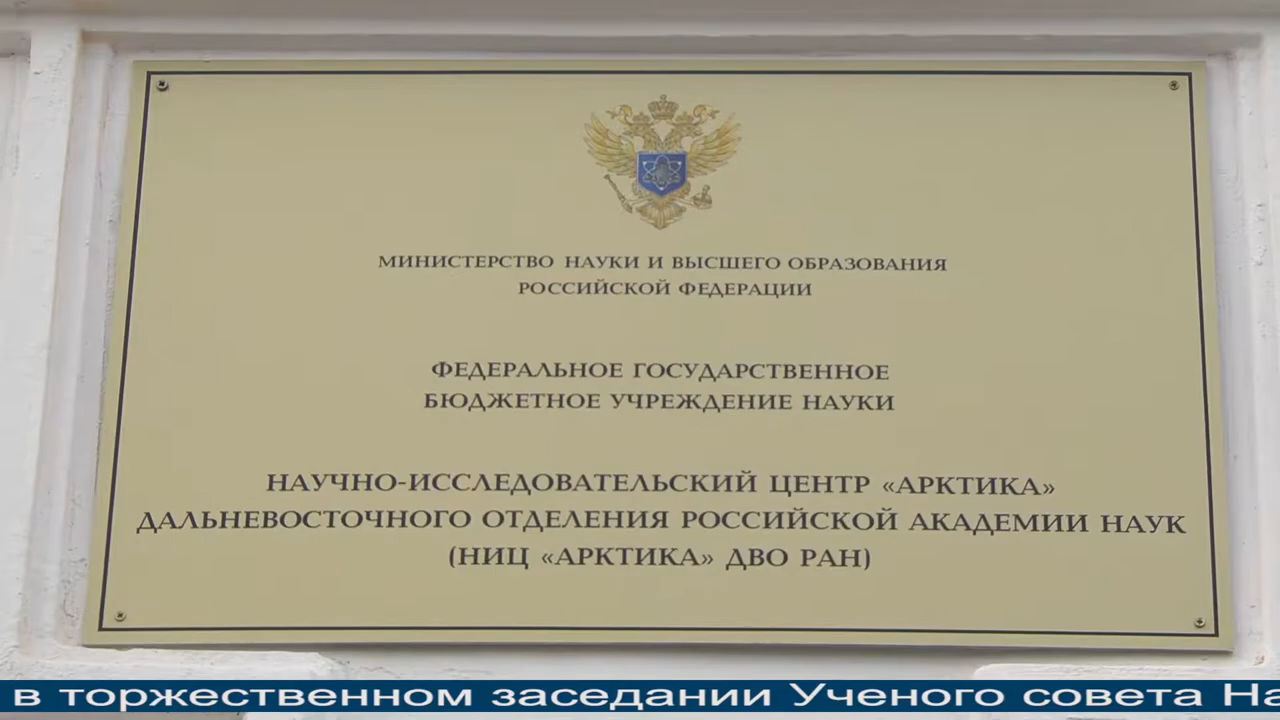 МИНИСТЕРСТВО НАУКИ И ВЫСШЕГО ОБРАЗОВАНИЯ
РОССИЙСКОЙ ФЕДЕРАЦИИ
ФЕДЕРАЛЬНОЕ ГОСУДАРСТВЕННОЕ
БЮДЖЕТНОЕ УЧРЕЖДЕНИЕ НАУКИ
НАУЧНО-ИССЛЕДОВАТЕЛЬСКИЙ ЦЕНТР «АРКТИКА»
ДАЛЬНЕВОСТОЧНОГО ОТДЕЛЕНИЯ РОССИЙСКОЙ АКАДЕМИИ НАУК
(НИЦ «АРКТИКА» ДВО РАН)
в торжественном заседании Ученого совета На